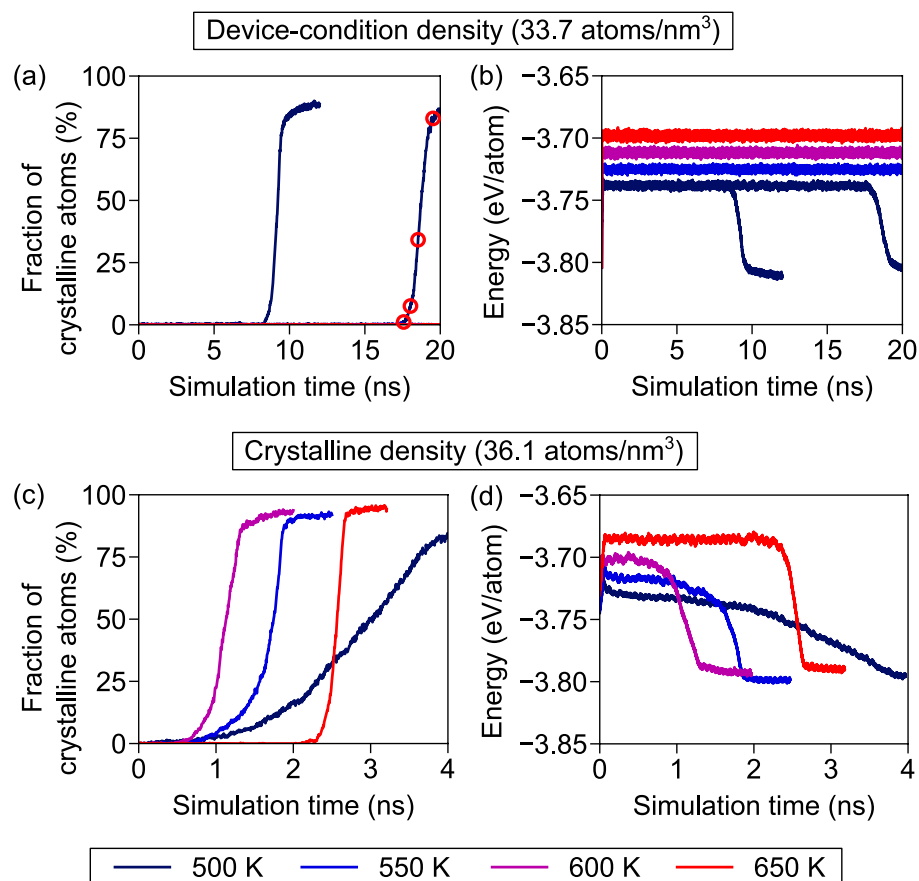 Device-condition density (33.7 atoms/nm³)
(a)
Fraction of
crystalline atoms (%)
100
75
50
25
0
0 5 10 15 20
Simulation time (ns)
(b)
Energy (eV/atom)
−3.65
−3.70
−3.75
−3.80
−3.85
0 5 10 15 20
Simulation time (ns)
Crystalline density (36.1 atoms/nm³)
(c)
Fraction of
crystalline atoms (%)
100
75
50
25
0
0 1 2 3 4
Simulation time (ns)
(d)
Energy (eV/atom)
−3.65
−3.70
−3.75
−3.80
−3.85
0 1 2 3 4
Simulation time (ns)
500 K 550 K 600 K 650 K